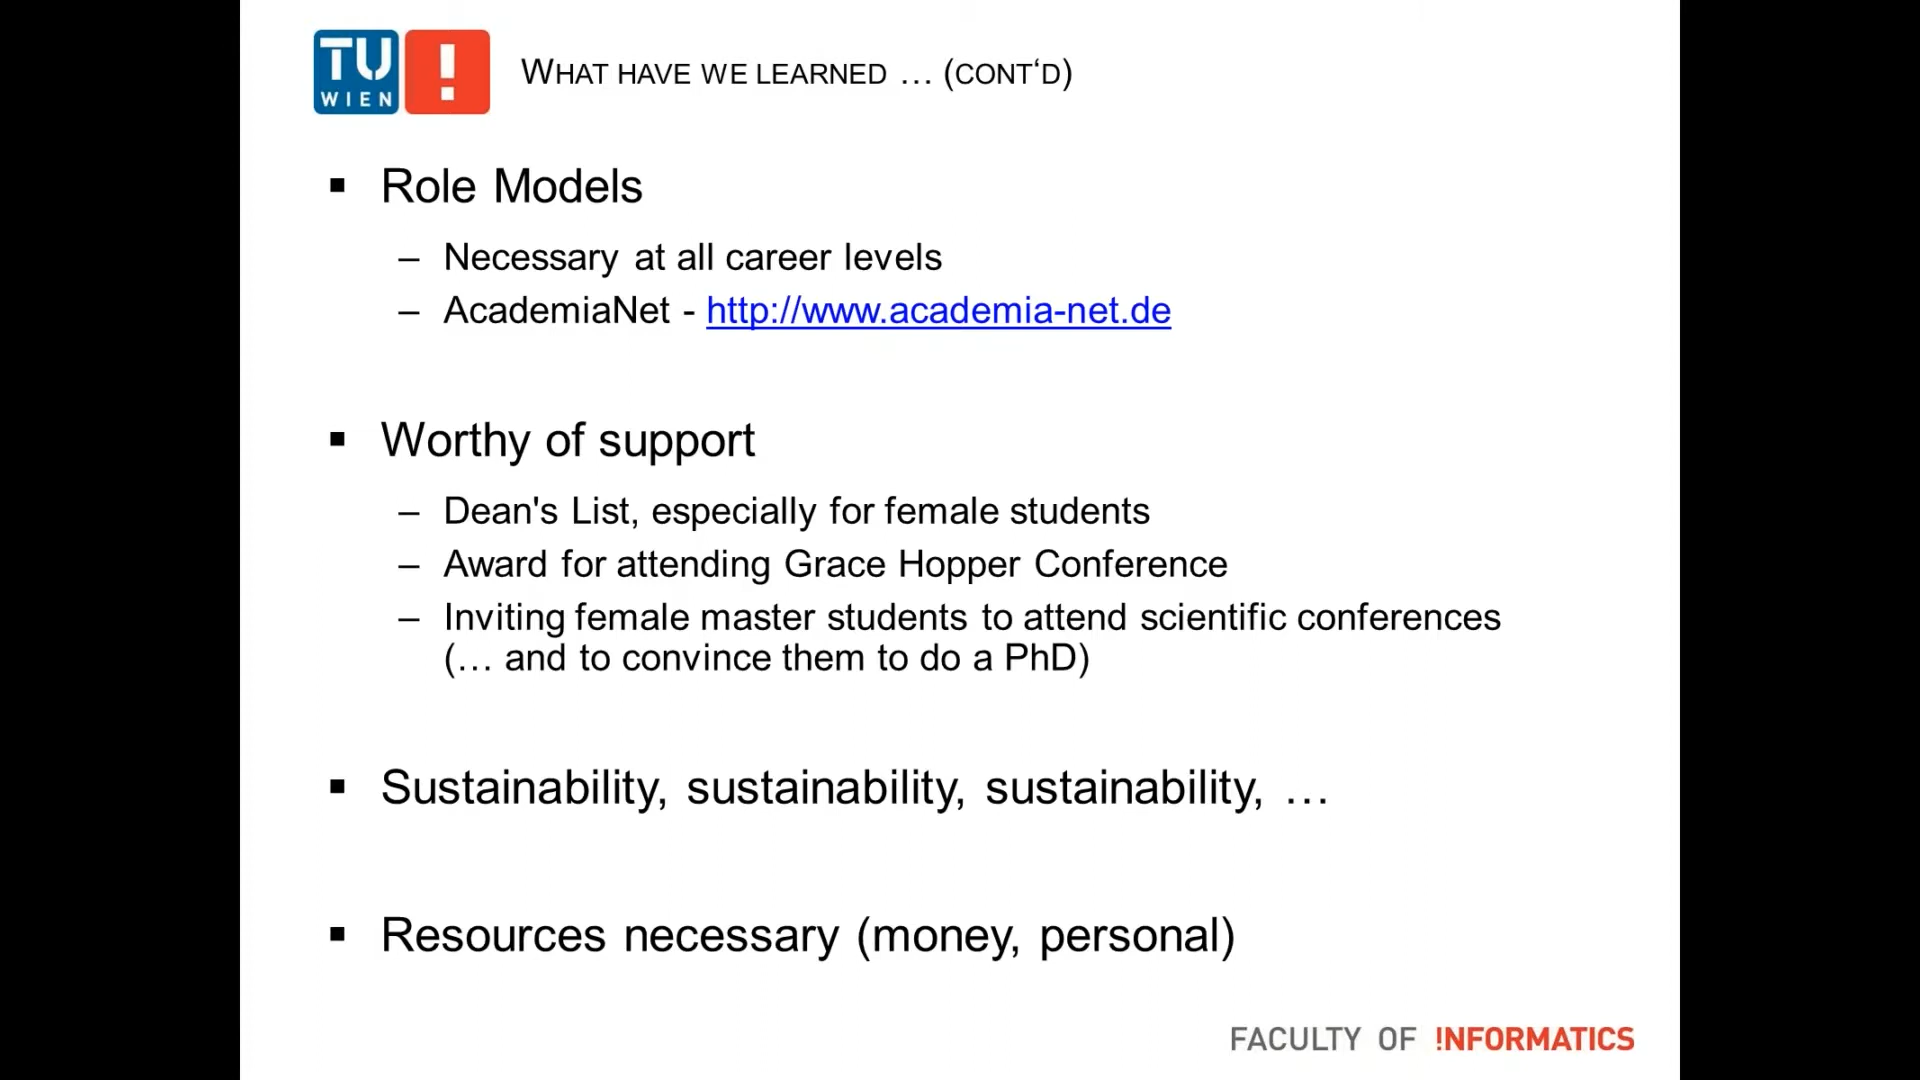 TU
WIEN
!
WHAT HAVE WE LEARNED … (CONT‘D)
▪ Role Models
– Necessary at all career levels
– AcademiaNet - http://www.academia-net.de
▪ Worthy of support
– Dean's List, especially for female students
– Award for attending Grace Hopper Conference
– Inviting female master students to attend scientific conferences
(… and to convince them to do a PhD)
▪ Sustainability, sustainability, sustainability, …
▪ Resources necessary (money, personal)
FACULTY OF !NFORMATICS